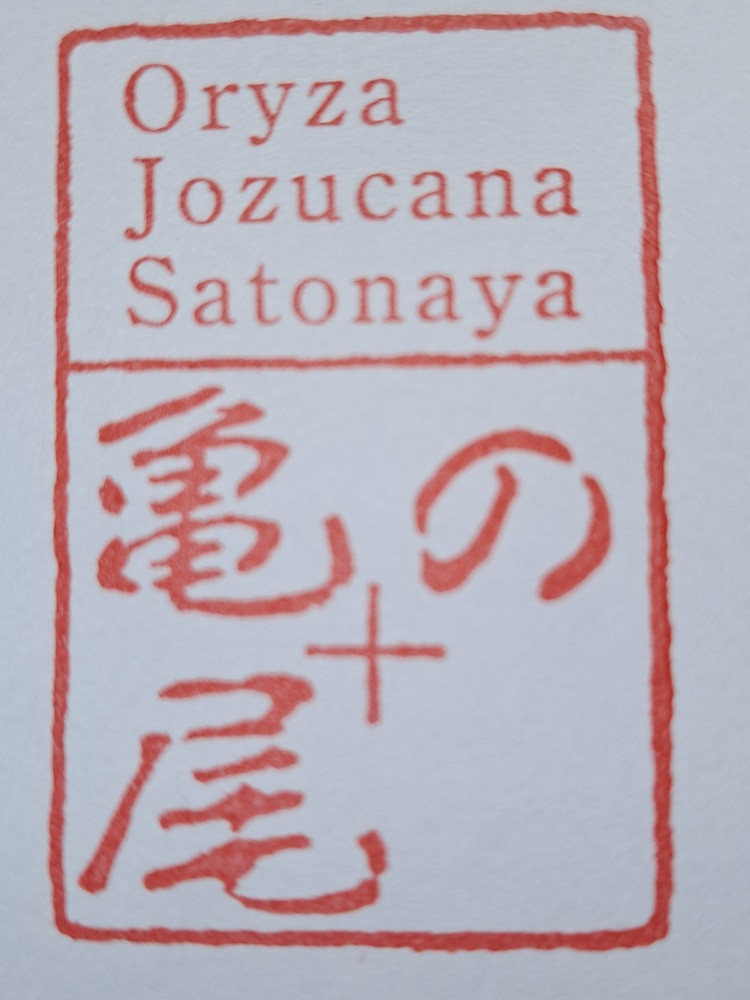 Oryza
Jozucana
Satonaya
亀の
尾